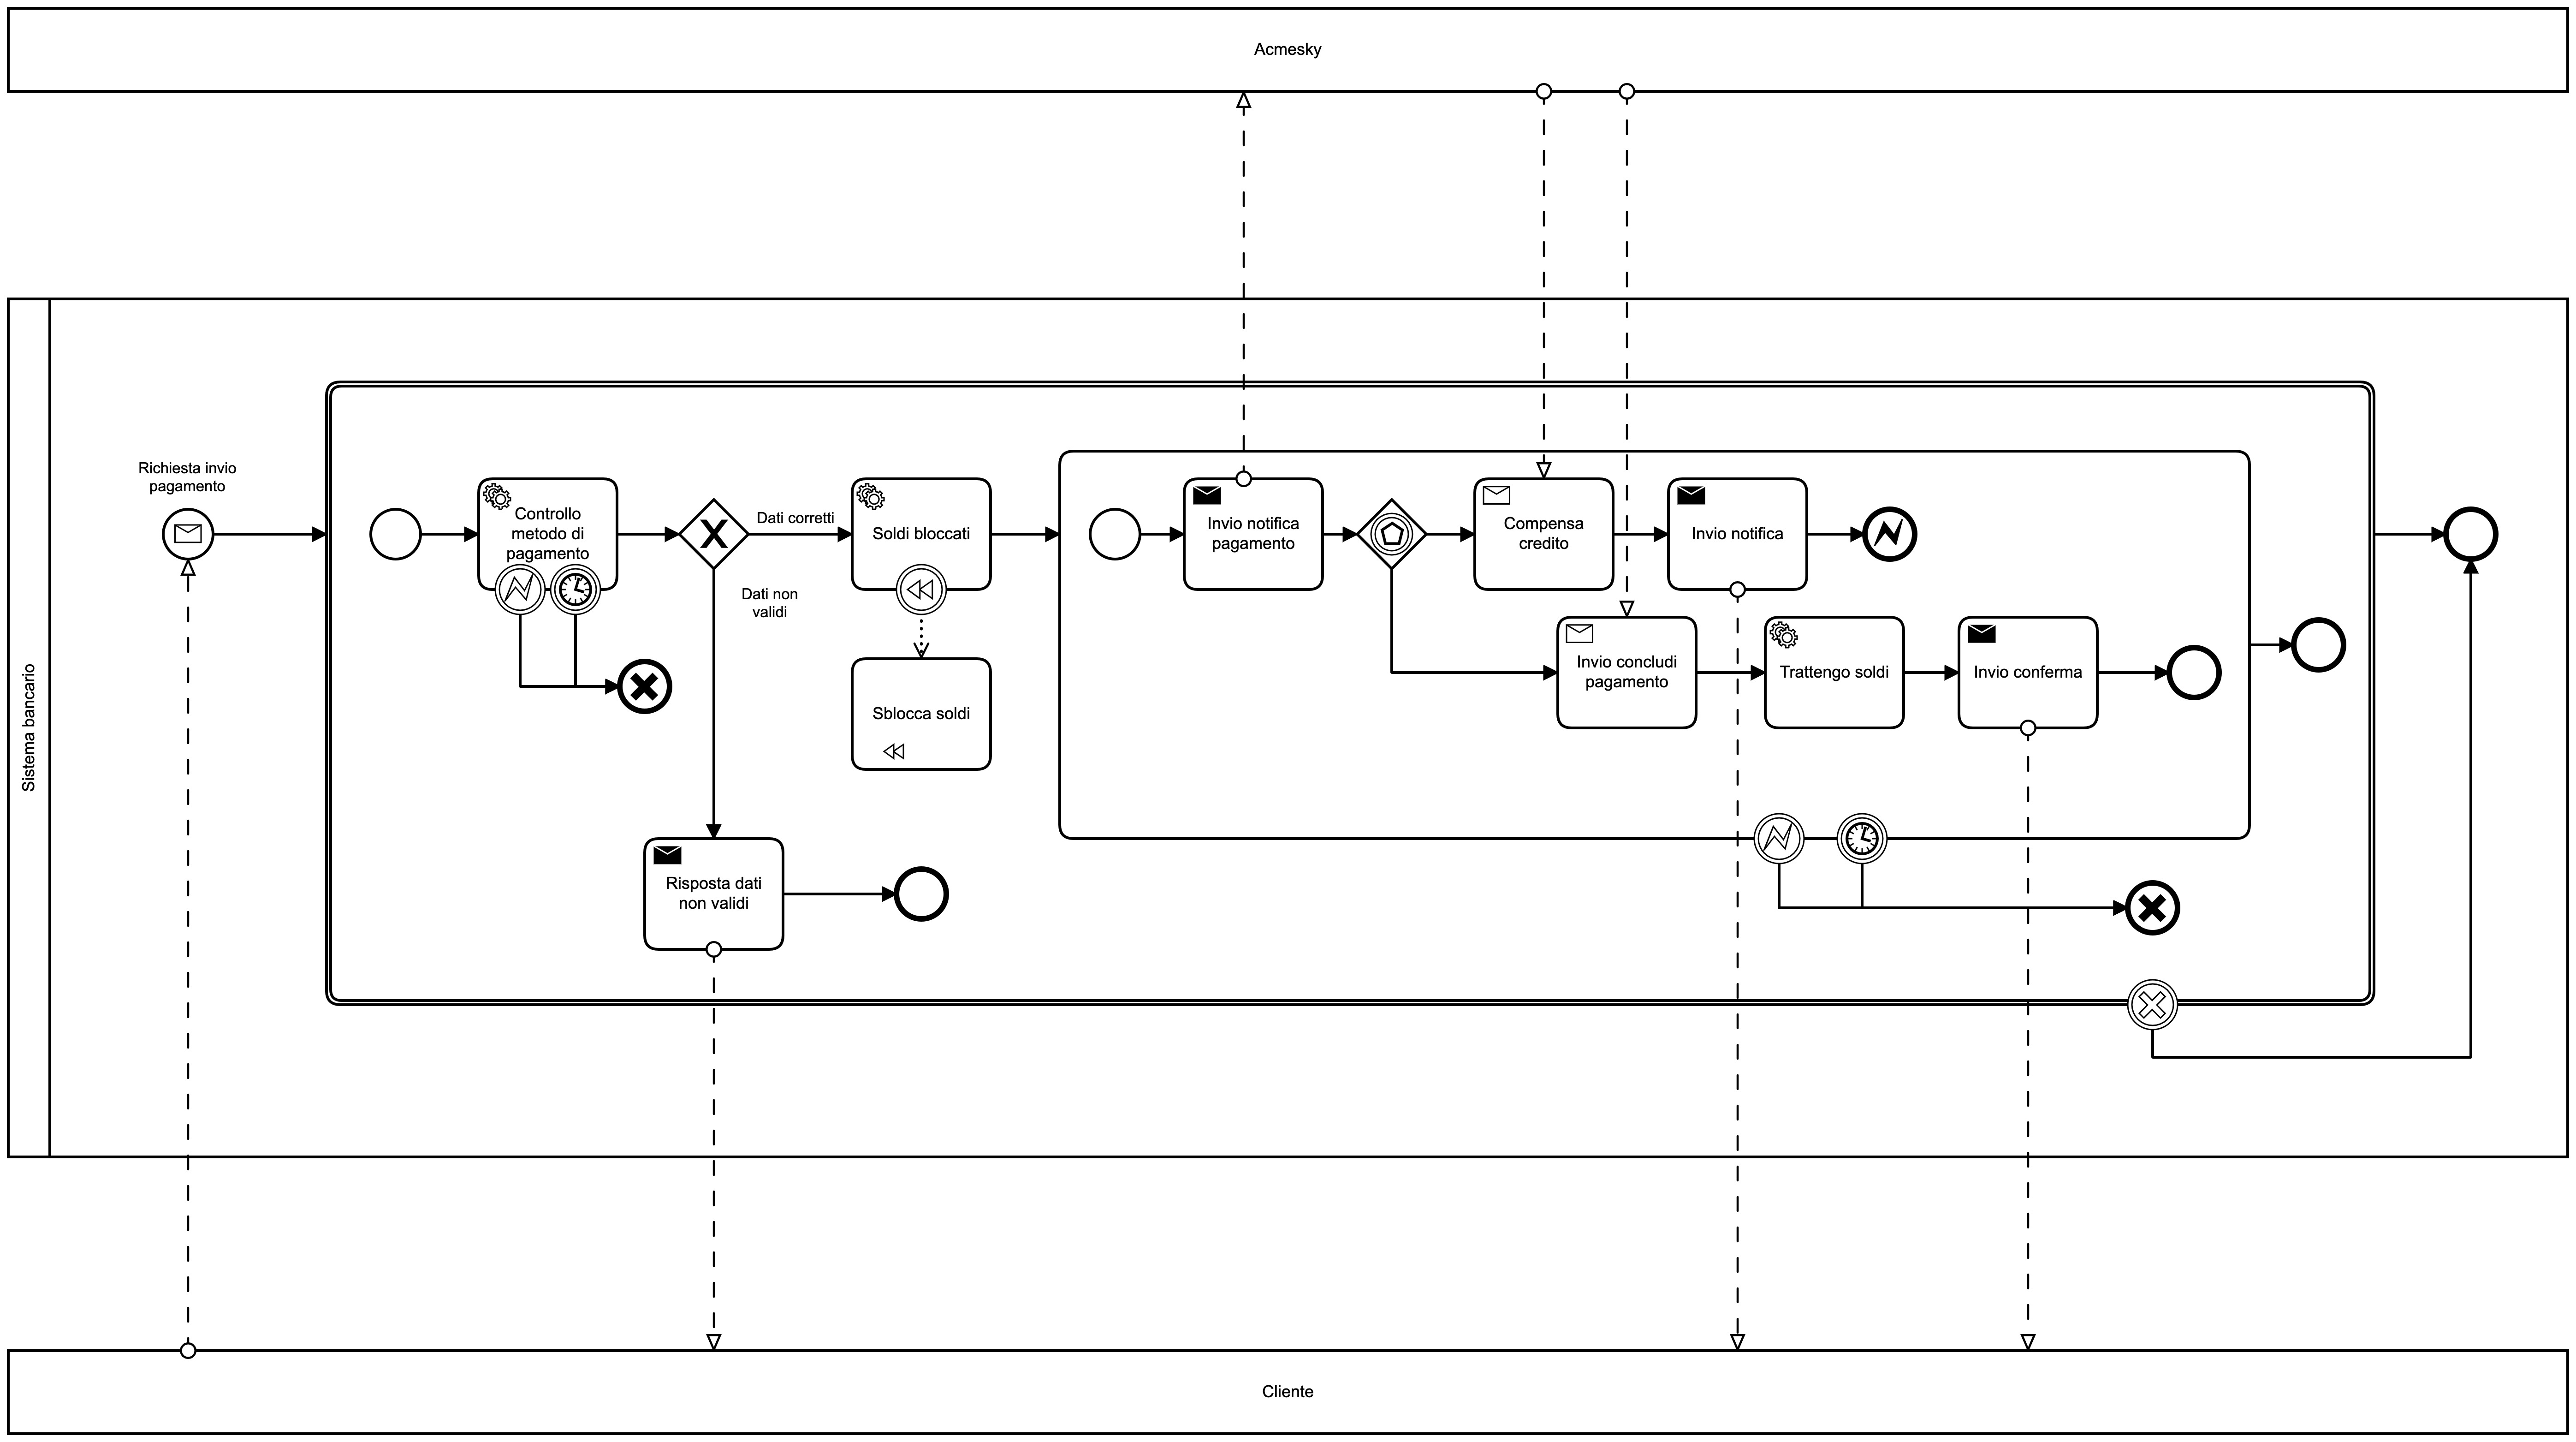 Acmesky
Sistema bancario
Richiesta invio
pagamento
Controllo
metodo di
pagamento
Dati corretti
Dati non
validi
Soldi bloccati
Sblocca soldi
Risposta dati
non validi
Invio notifica
pagamento
Compensa
credito
Invio notifica
Invio concludi
pagamento
Trattengo soldi
Invio conferma
Cliente